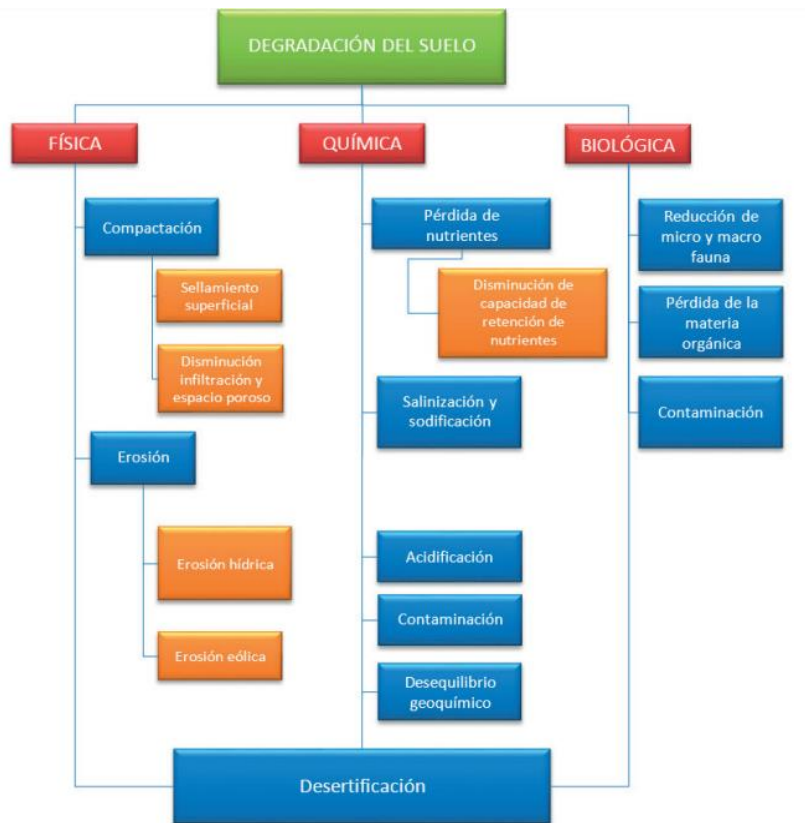 DEGRADACIÓN DEL SUELO
FÍSICA
QUÍMICA
BIOLÓGICA
Compactación
Sellamiento
superficial
Disminución
infiltración y
espacio poroso
Erosión
Erosión hídrica
Erosión eólica
Pérdida de
nutrientes
Disminución de
capacidad de
retención de
nutrientes
Salinización y
sodificación
Acidificación
Contaminación
Desequilibrio
geoquímico
Reducción de
micro y macro
fauna
Pérdida de la
materia
orgánica
Contaminación
Desertificación